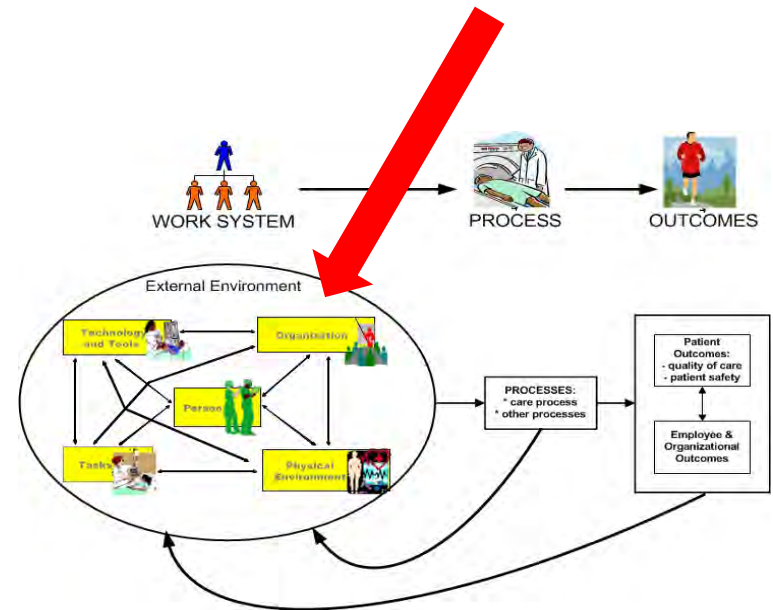 WORK SYSTEM
PROCESS
OUTCOMES
External Environment
Technology
and Tools
Organization
Person
Tasks
Physical
Environment
PROCESSES:
* care process
* other processes
Patient
Outcomes:
- quality of care
- patient safety
Employee &
Organizational
Outcomes